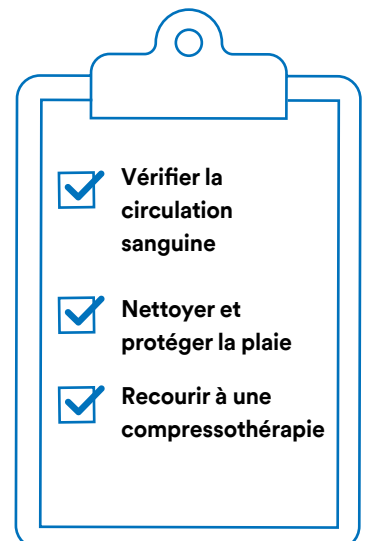 Vérifier la
circulation
sanguine
Nettoyer et
protéger la plaie
Recourir à une
compressothérapie